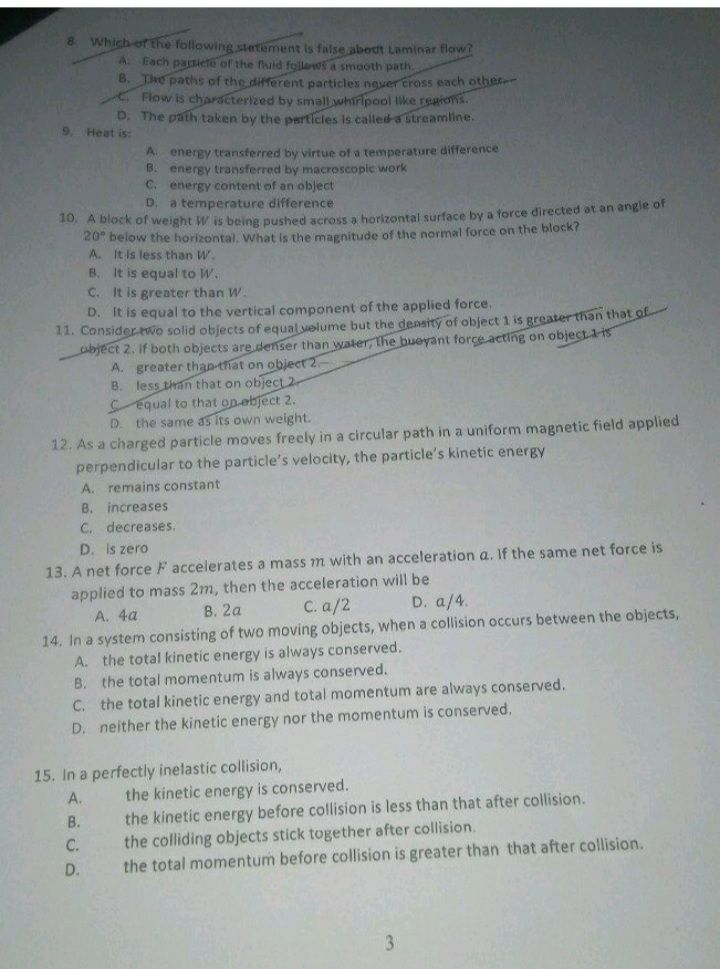 8. Which of the following statement is false about Laminar flow?
A. Each particle of the fluid follows a smooth path.
B. The paths of the different particles never cross each other.
C. Flow is characterized by small whirlpool like regions.
D. The path taken by the particles is called a streamline.
9. Heat is:
A. energy transferred by virtue of a temperature difference
B. energy transferred by macroscopic work
C. energy content of an object
D. a temperature difference
10. A block of weight W is being pushed across a horizontal surface by a force directed at an angle of
20° below the horizontal. What is the magnitude of the normal force on the block?
A. It is less than W.
B. It is equal to W.
C. It is greater than W.
D. It is equal to the vertical component of the applied force.
11. Consider two solid objects of equal volume but the density of object 1 is greater than that of
object 2. If both objects are denser than water, the buoyant force acting on object 1 is
A. greater than that on object 2.
B. less than that on object 2.
C. equal to that on object 2.
D. the same as its own weight.
12. As a charged particle moves freely in a circular path in a uniform magnetic field applied
perpendicular to the particle's velocity, the particle's kinetic energy
A. remains constant
B. increases
C. decreases.
D. is zero
13. A net force F accelerates a mass m with an acceleration a. If the same net force is
applied to mass 2m, then the acceleration will be
A. 4a B. 2a C. a/2 D. a/4.
14. In a system consisting of two moving objects, when a collision occurs between the objects,
A. the total kinetic energy is always conserved.
B. the total momentum is always conserved.
C. the total kinetic energy and total momentum are always conserved.
D. neither the kinetic energy nor the momentum is conserved.
15. In a perfectly inelastic collision,
A. the kinetic energy is conserved.
B. the kinetic energy before collision is less than that after collision.
C. the colliding objects stick together after collision.
D. the total momentum before collision is greater than that after collision.
3